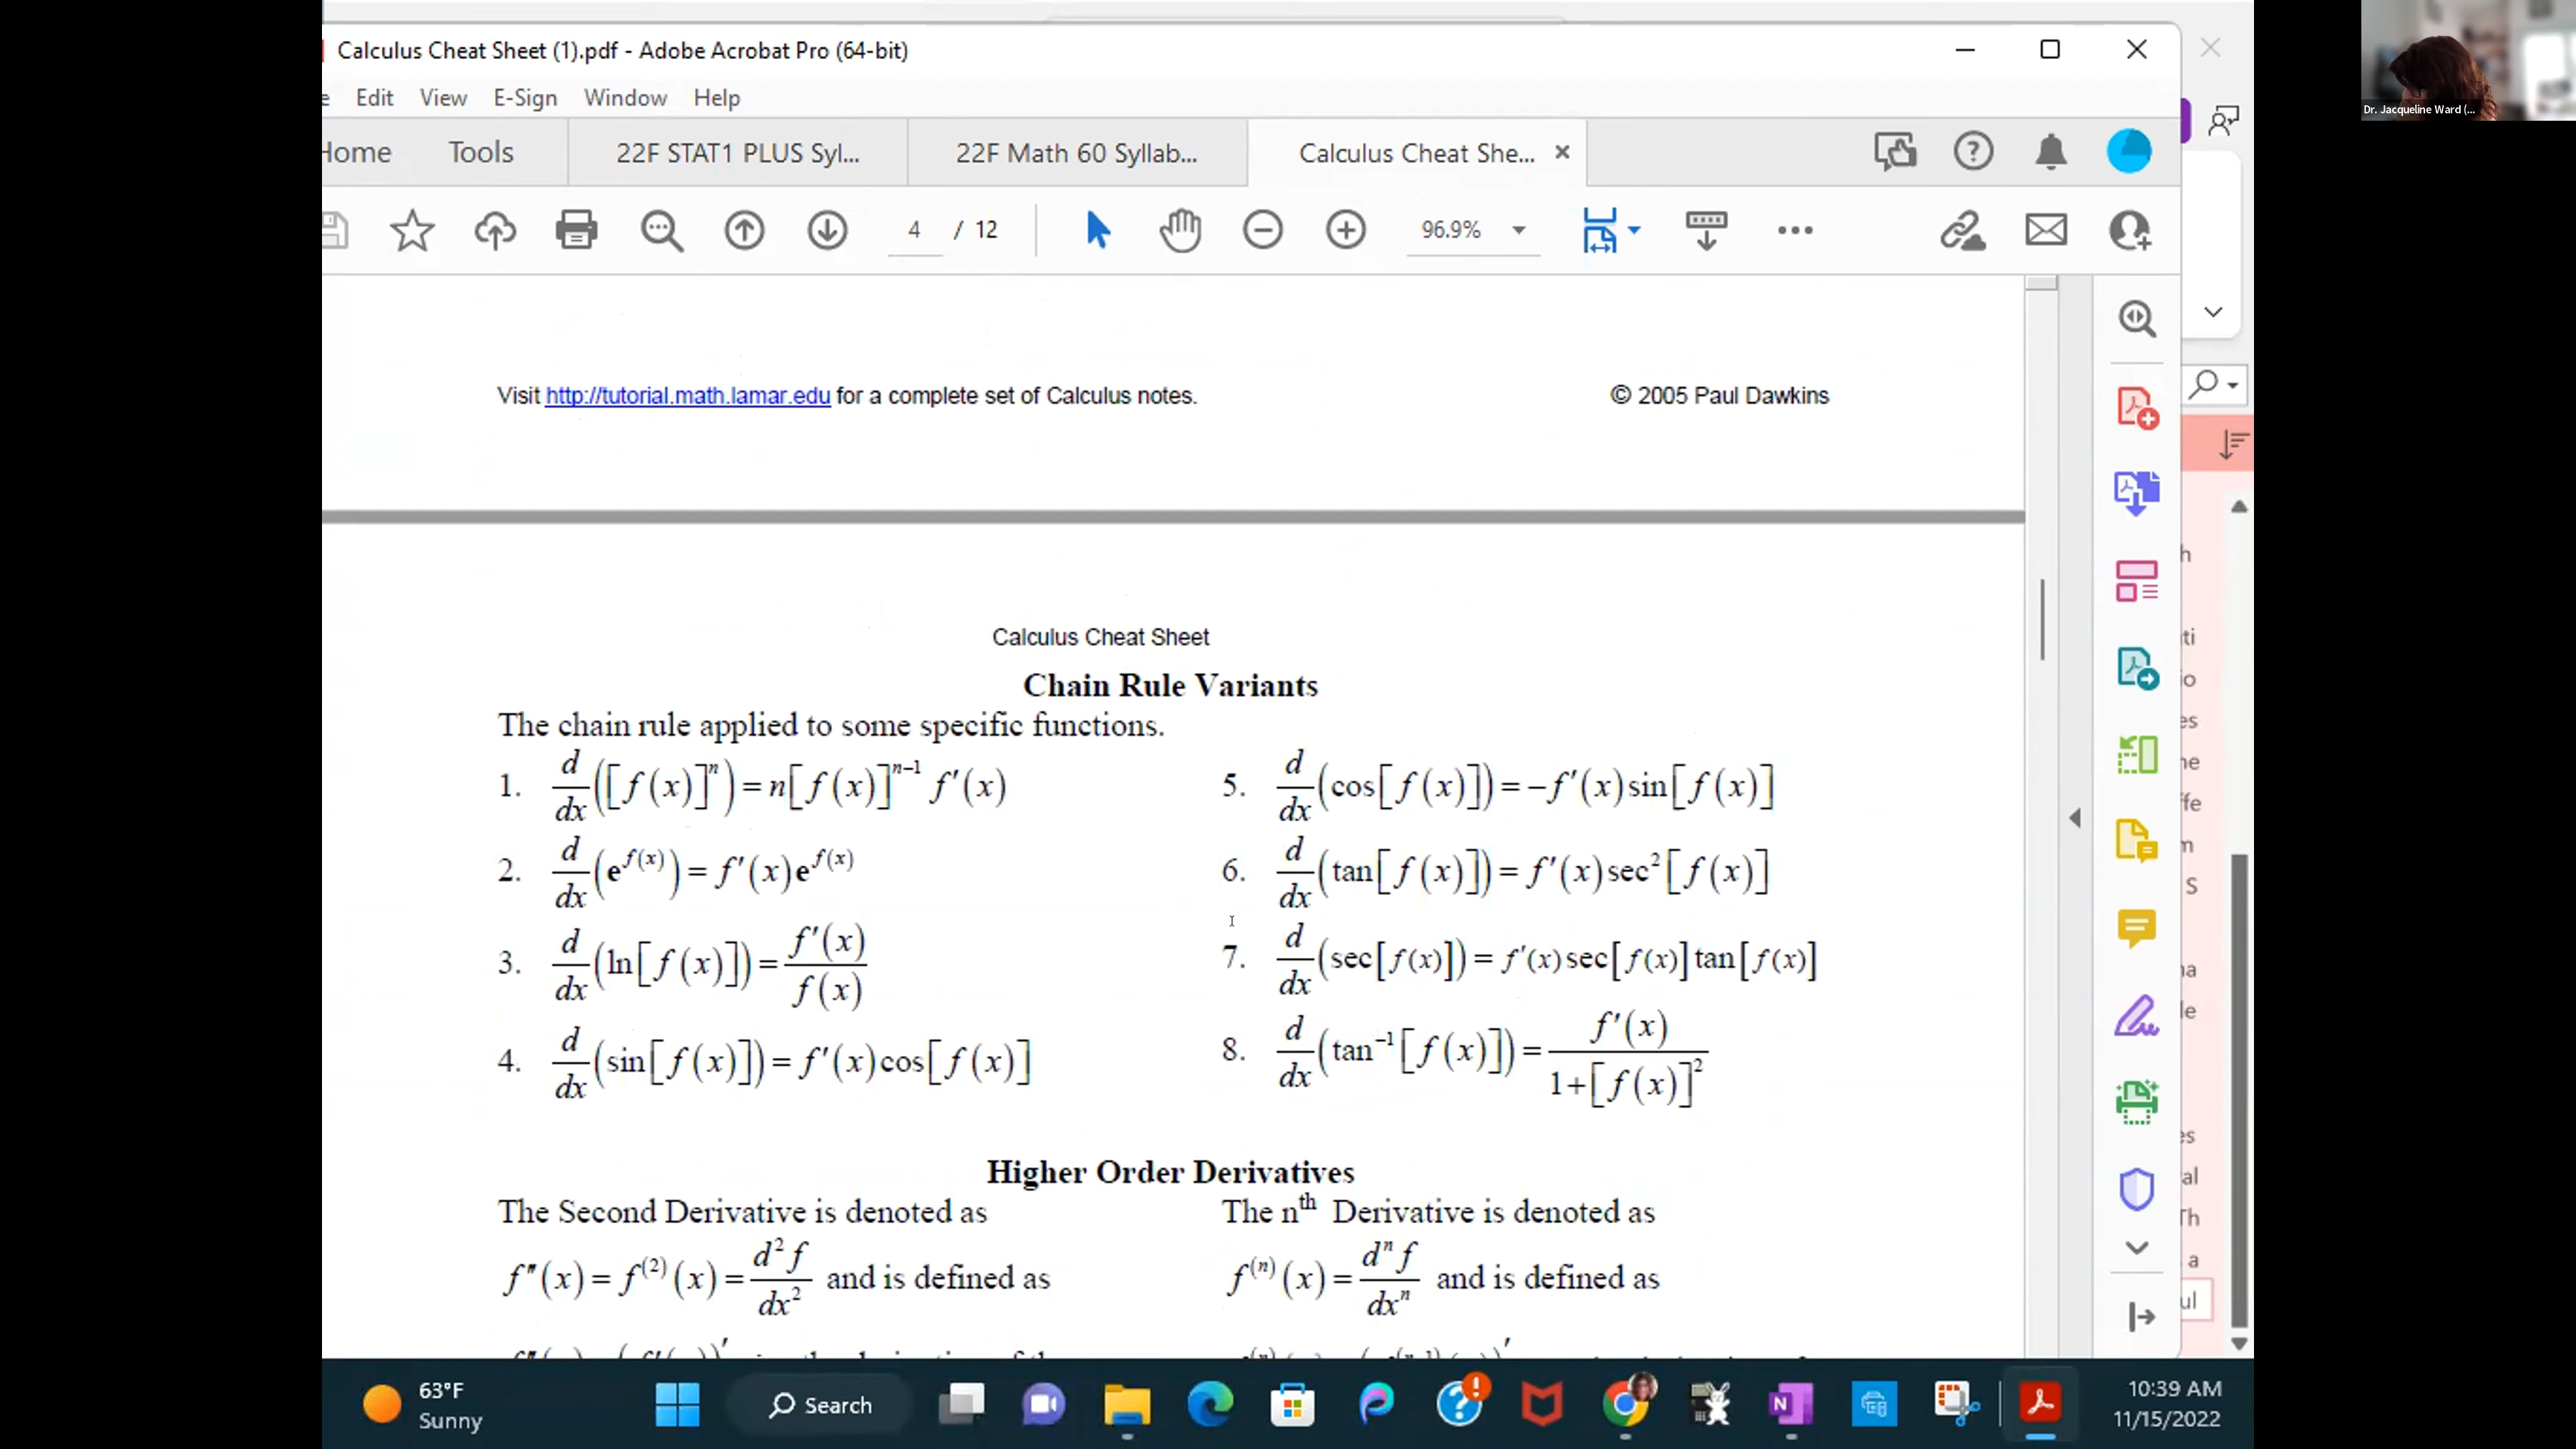 Calculus Cheat Sheet (1).pdf - Adobe Acrobat Pro (64-bit)
Dr. Jacqueline Ward (...
e Edit View E-Sign Window Help
Home Tools 22F STAT1 PLUS Syl... 22F Math 60 Syllab... Calculus Cheat She... ×
4 / 12 96.9%
Visit http://tutorial.math.lamar.edu for a complete set of Calculus notes. © 2005 Paul Dawkins
Calculus Cheat Sheet
Chain Rule Variants
The chain rule applied to some specific functions.
1. d/dx([f(x)]ⁿ) = n[f(x)]ⁿ⁻¹ f′(x)
2. d/dx(e^f(x)) = f′(x)e^f(x)
3. d/dx(ln[f(x)]) = f′(x)/f(x)
4. d/dx(sin[f(x)]) = f′(x)cos[f(x)]
5. d/dx(cos[f(x)]) = −f′(x)sin[f(x)]
6. d/dx(tan[f(x)]) = f′(x)sec²[f(x)]
7. d/dx(sec[f(x)]) = f′(x)sec[f(x)]tan[f(x)]
8. d/dx(tan⁻¹[f(x)]) = f′(x)/(1+[f(x)]²)
Higher Order Derivatives
The Second Derivative is denoted as
f″(x) = f⁽²⁾(x) = d²f/dx² and is defined as
The nth Derivative is denoted as
f⁽ⁿ⁾(x) = dⁿf/dxⁿ and is defined as
63°F
Sunny
Search
10:39 AM
11/15/2022